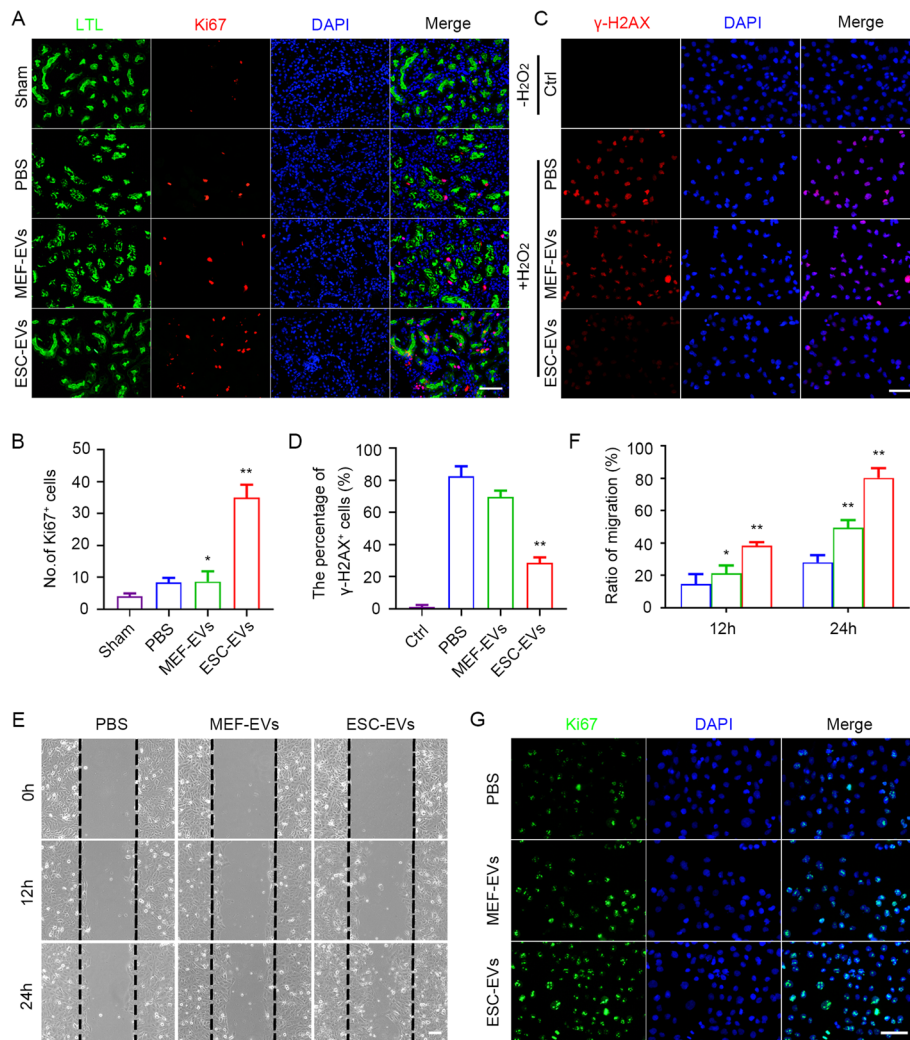 A
LTL Ki67 DAPI Merge
Sham
PBS
MEF-EVs
ESC-EVs
C
γ-H2AX DAPI Merge
-H2O2
Ctrl
+H2O2
PBS
MEF-EVs
ESC-EVs
B
No.of Ki67⁺ cells
50
40
30
20
10
0
* **
Sham PBS MEF-EVs ESC-EVs
D
The percentage of
γ-H2AX⁺ cells (%)
100
80
60
40
20
0
**
Ctrl PBS MEF-EVs ESC-EVs
F
Ratio of migration (%)
100
80
60
40
20
0
* ** ** **
12h 24h
E
PBS MEF-EVs ESC-EVs
0h
12h
24h
G
Ki67 DAPI Merge
PBS
MEF-EVs
ESC-EVs